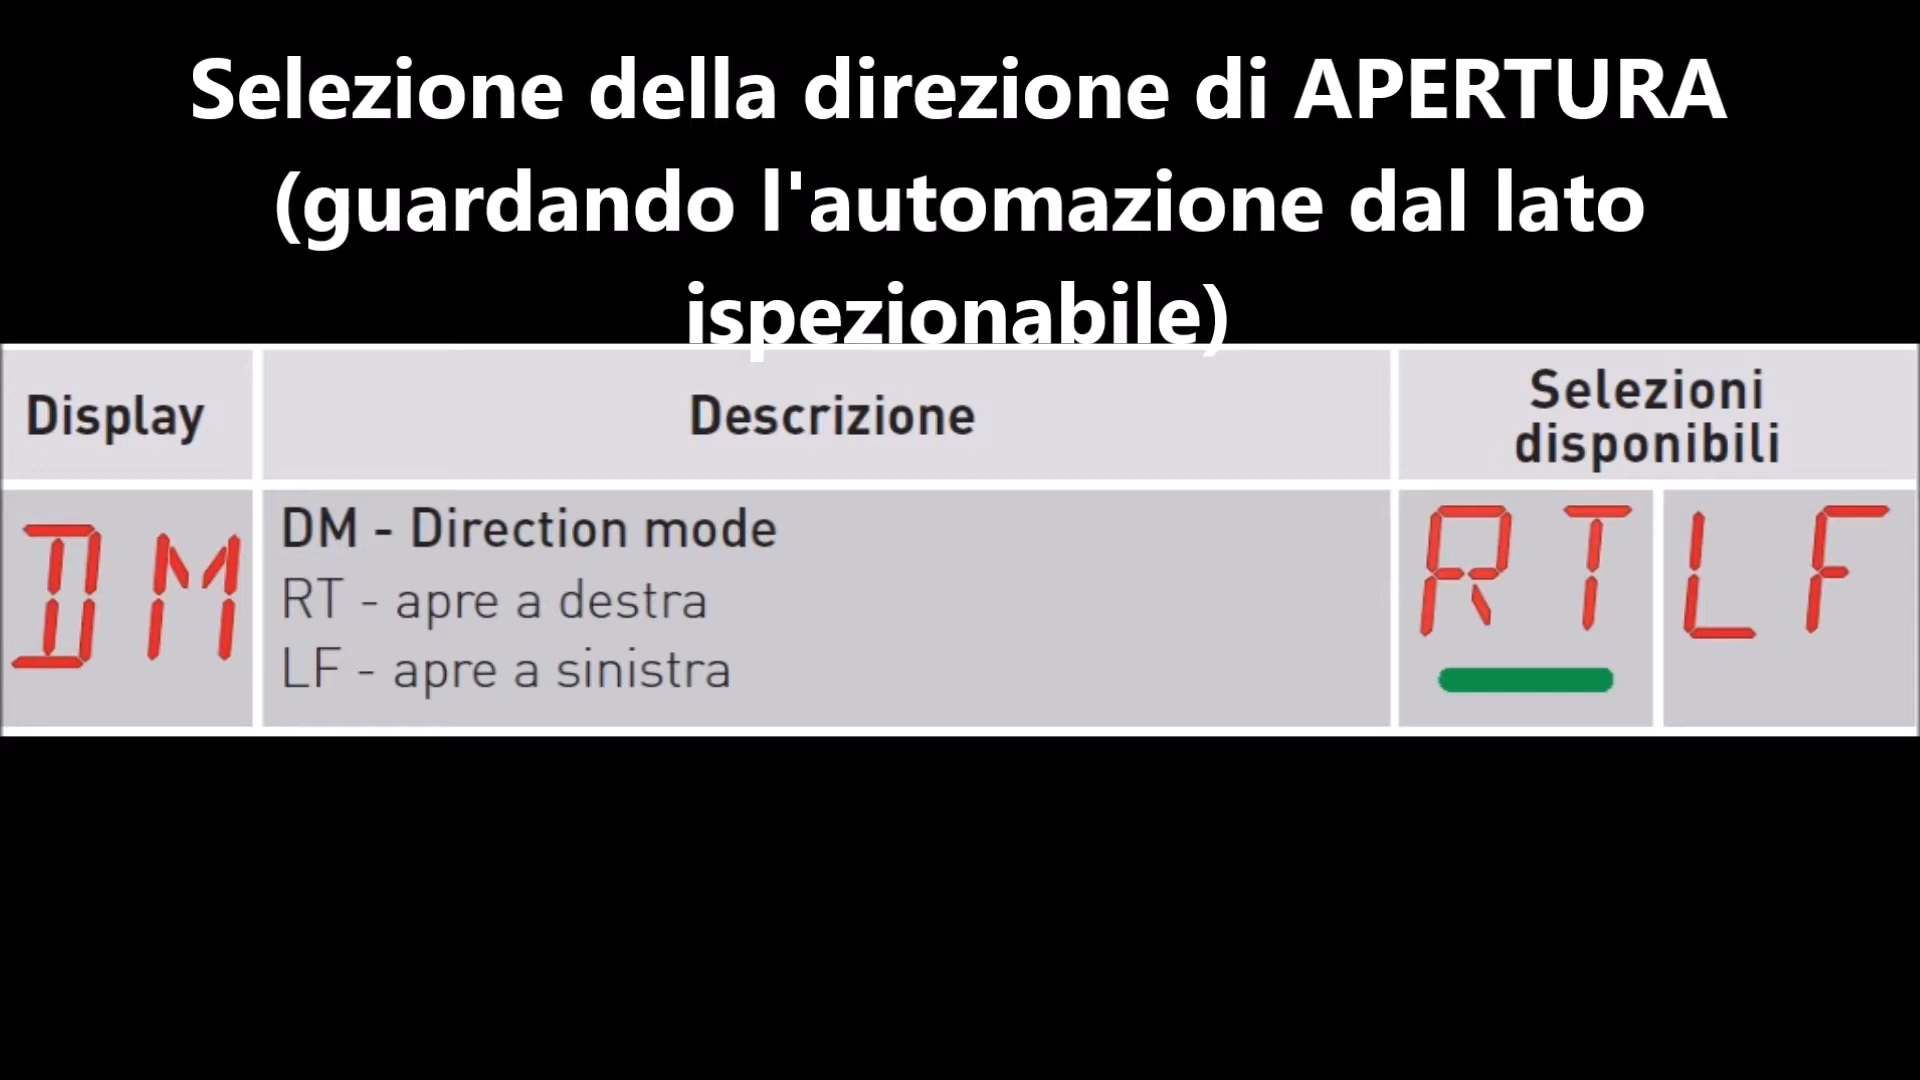 Selezione della direzione di APERTURA
(guardando l'automazione dal lato
ispezionabile)
Display
Descrizione
Selezioni
disponibili
DM
DM - Direction mode
RT - apre a destra
LF - apre a sinistra
RT
LF